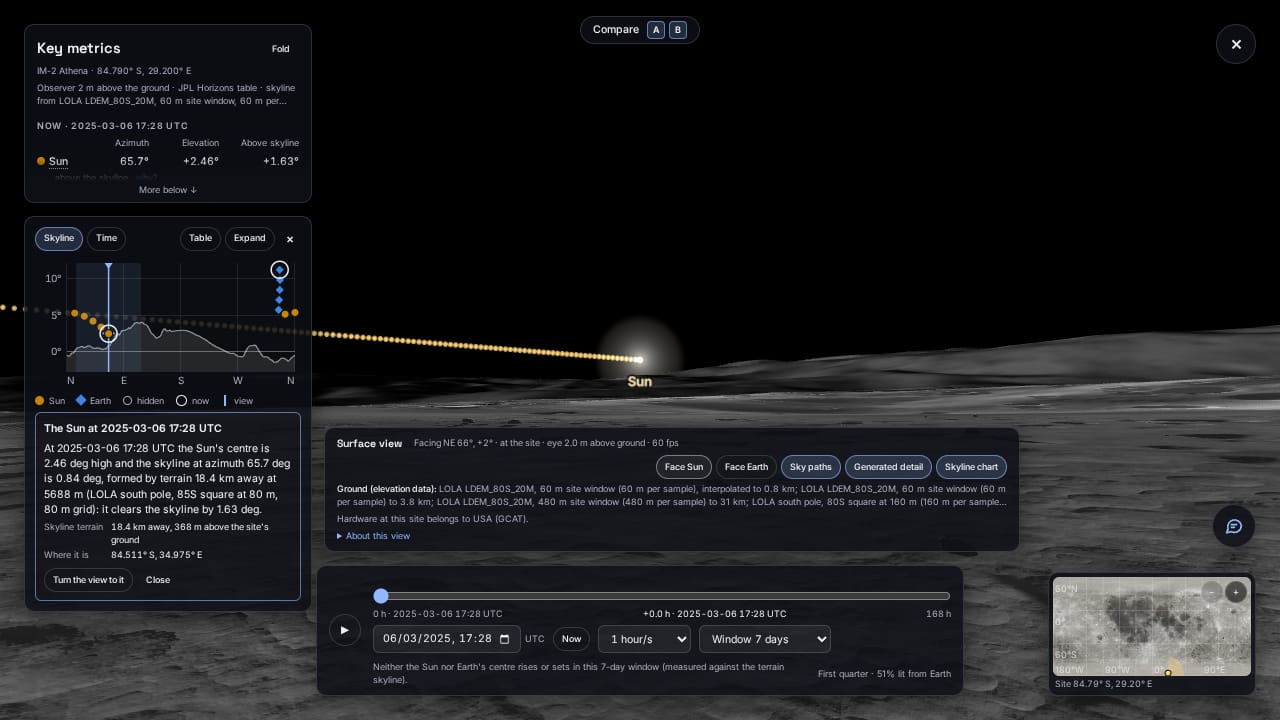 Compare A B
×
Key metrics
Fold
IM-2 Athena · 84.790° S, 29.200° E
Observer 2 m above the ground · JPL Horizons table · skyline
from LOLA LDEM_80S_20M, 60 m site window, 60 m per...
NOW · 2025-03-06 17:28 UTC
Azimuth Elevation Above skyline
Sun 65.7° +2.46° +1.63°
above the skyline why?
More below ↓
Skyline Time Table Expand ×
10°
5°
0°
N E S W N
Sun Earth hidden now view
Sun
The Sun at 2025-03-06 17:28 UTC
At 2025-03-06 17:28 UTC the Sun's centre is
2.46 deg high and the skyline at azimuth 65.7 deg
is 0.84 deg, formed by terrain 18.4 km away at
5688 m (LOLA south pole, 85S square at 80 m,
80 m grid): it clears the skyline by 1.63 deg.
Skyline terrain 18.4 km away, 368 m above the site's
ground
Where it is 84.511° S, 34.975° E
Turn the view to it Close
Surface view Facing NE 66°, +2° · at the site · eye 2.0 m above ground · 60 fps
Face Sun Face Earth Sky paths Generated detail Skyline chart
Ground (elevation data): LOLA LDEM_80S_20M, 60 m site window (60 m per sample), interpolated to 0.8 km; LOLA LDEM_80S_20M, 60 m site window (60 m
per sample) to 3.8 km; LOLA LDEM_80S_20M, 480 m site window (480 m per sample) to 31 km; LOLA south pole, 80S square at 160 m (160 m per sample...
Hardware at this site belongs to USA (GCAT).
▶ About this view
0 h · 2025-03-06 17:28 UTC +0.0 h · 2025-03-06 17:28 UTC 168 h
06/03/2025, 17:28 UTC Now 1 hour/s Window 7 days
Neither the Sun nor Earth's centre rises or sets in this 7-day window (measured against the terrain
skyline).
First quarter · 51% lit from Earth
60°N
− +
0°
60°S
180°W 90°W 0° 90°E
Site 84.79° S, 29.20° E